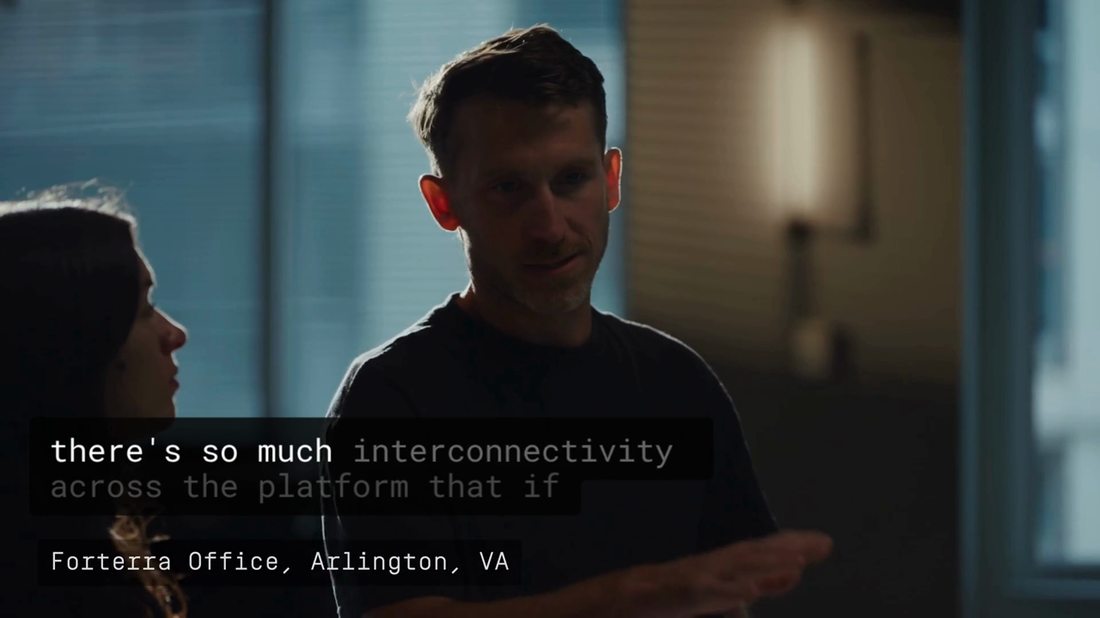 there's so much interconnectivity
across the platform that if
Forterra Office, Arlington, VA